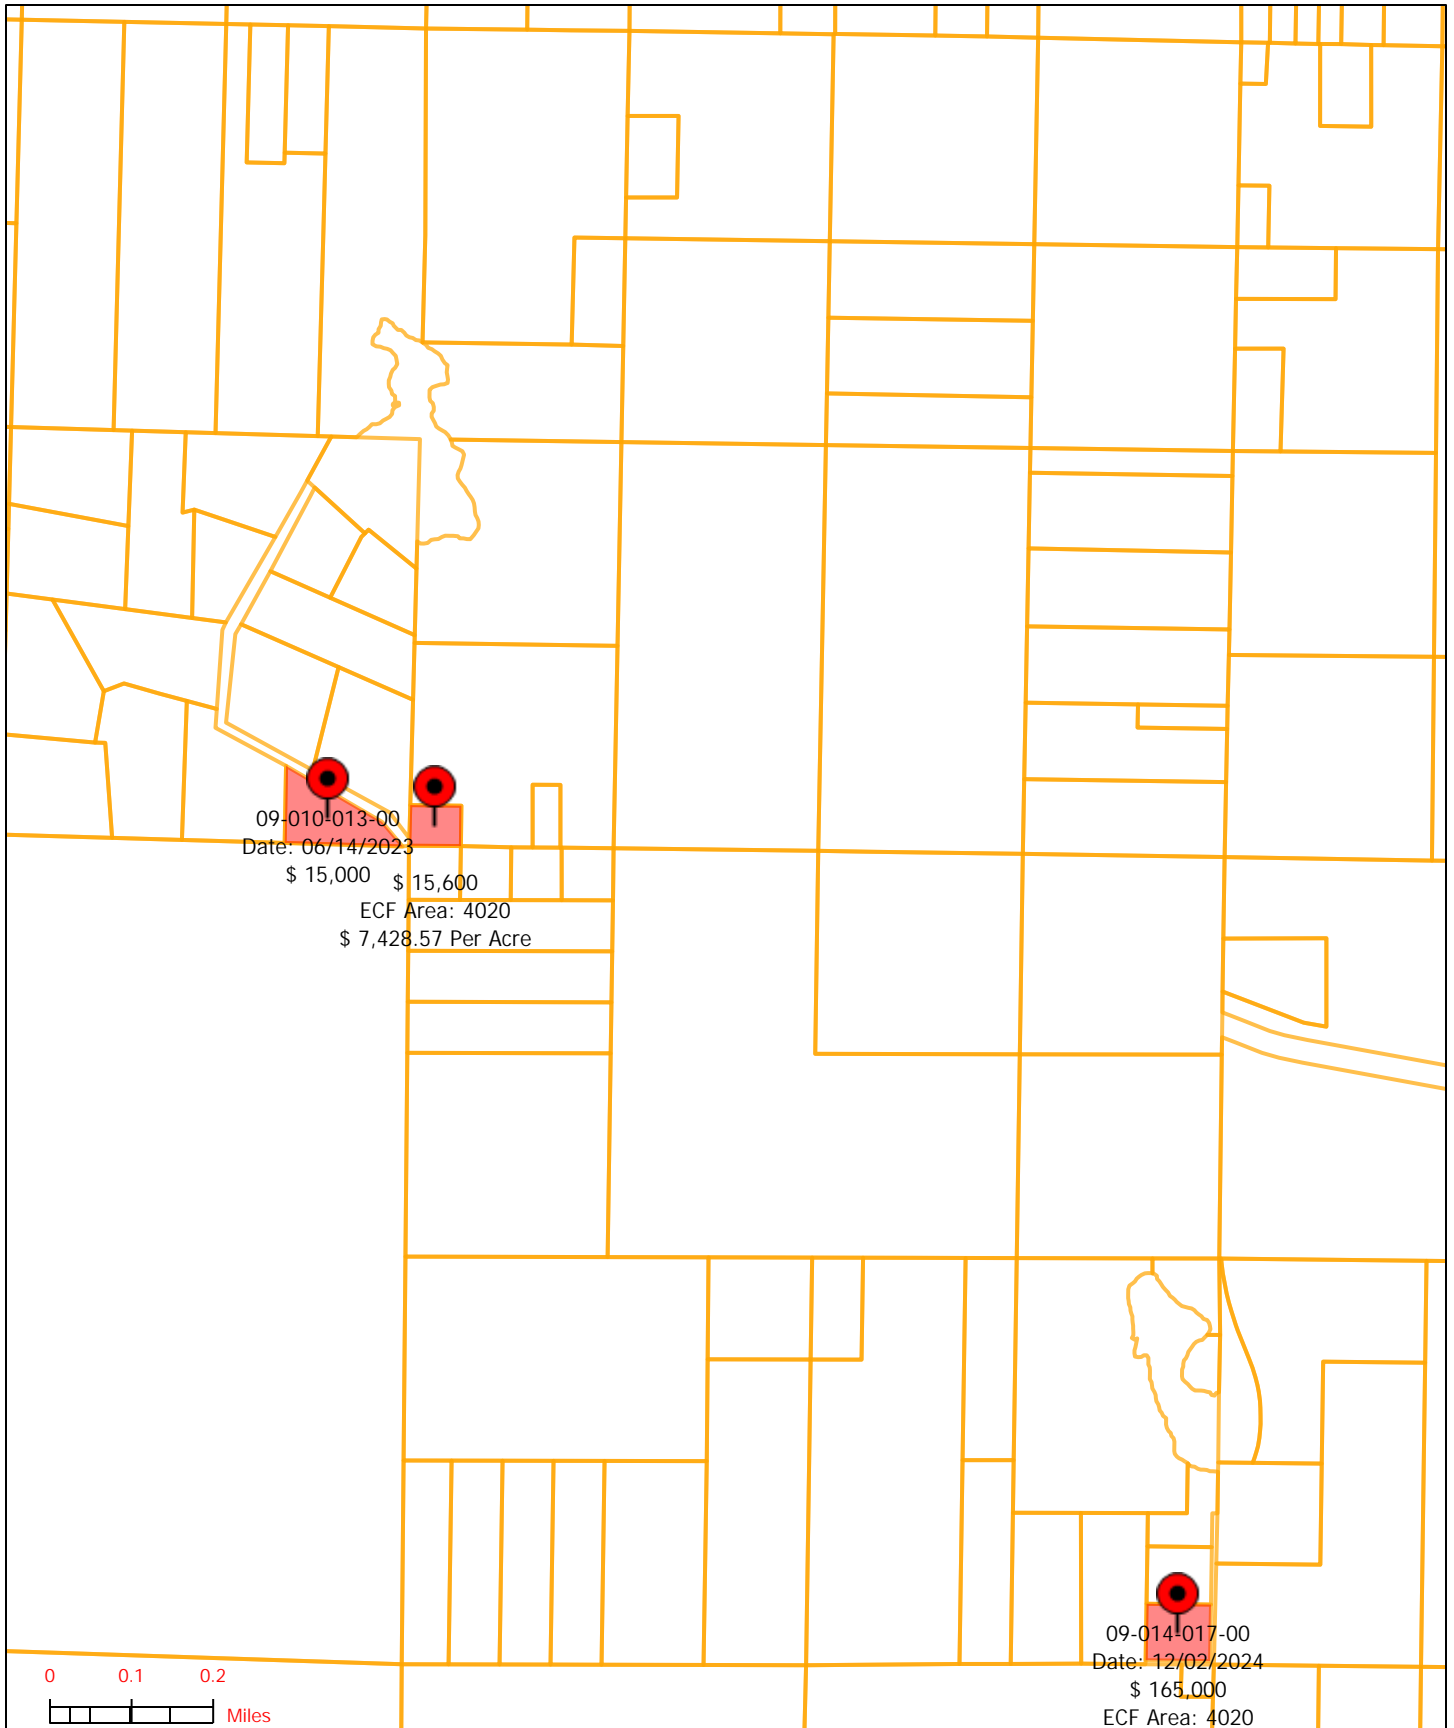 09-010-013-00
Date: 06/14/2023
$ 15,000
$ 15,600
ECF Area: 4020
$ 7,428.57 Per Acre
09-014-017-00
Date: 12/02/2024
$ 165,000
ECF Area: 4020
0 0.1 0.2
Miles